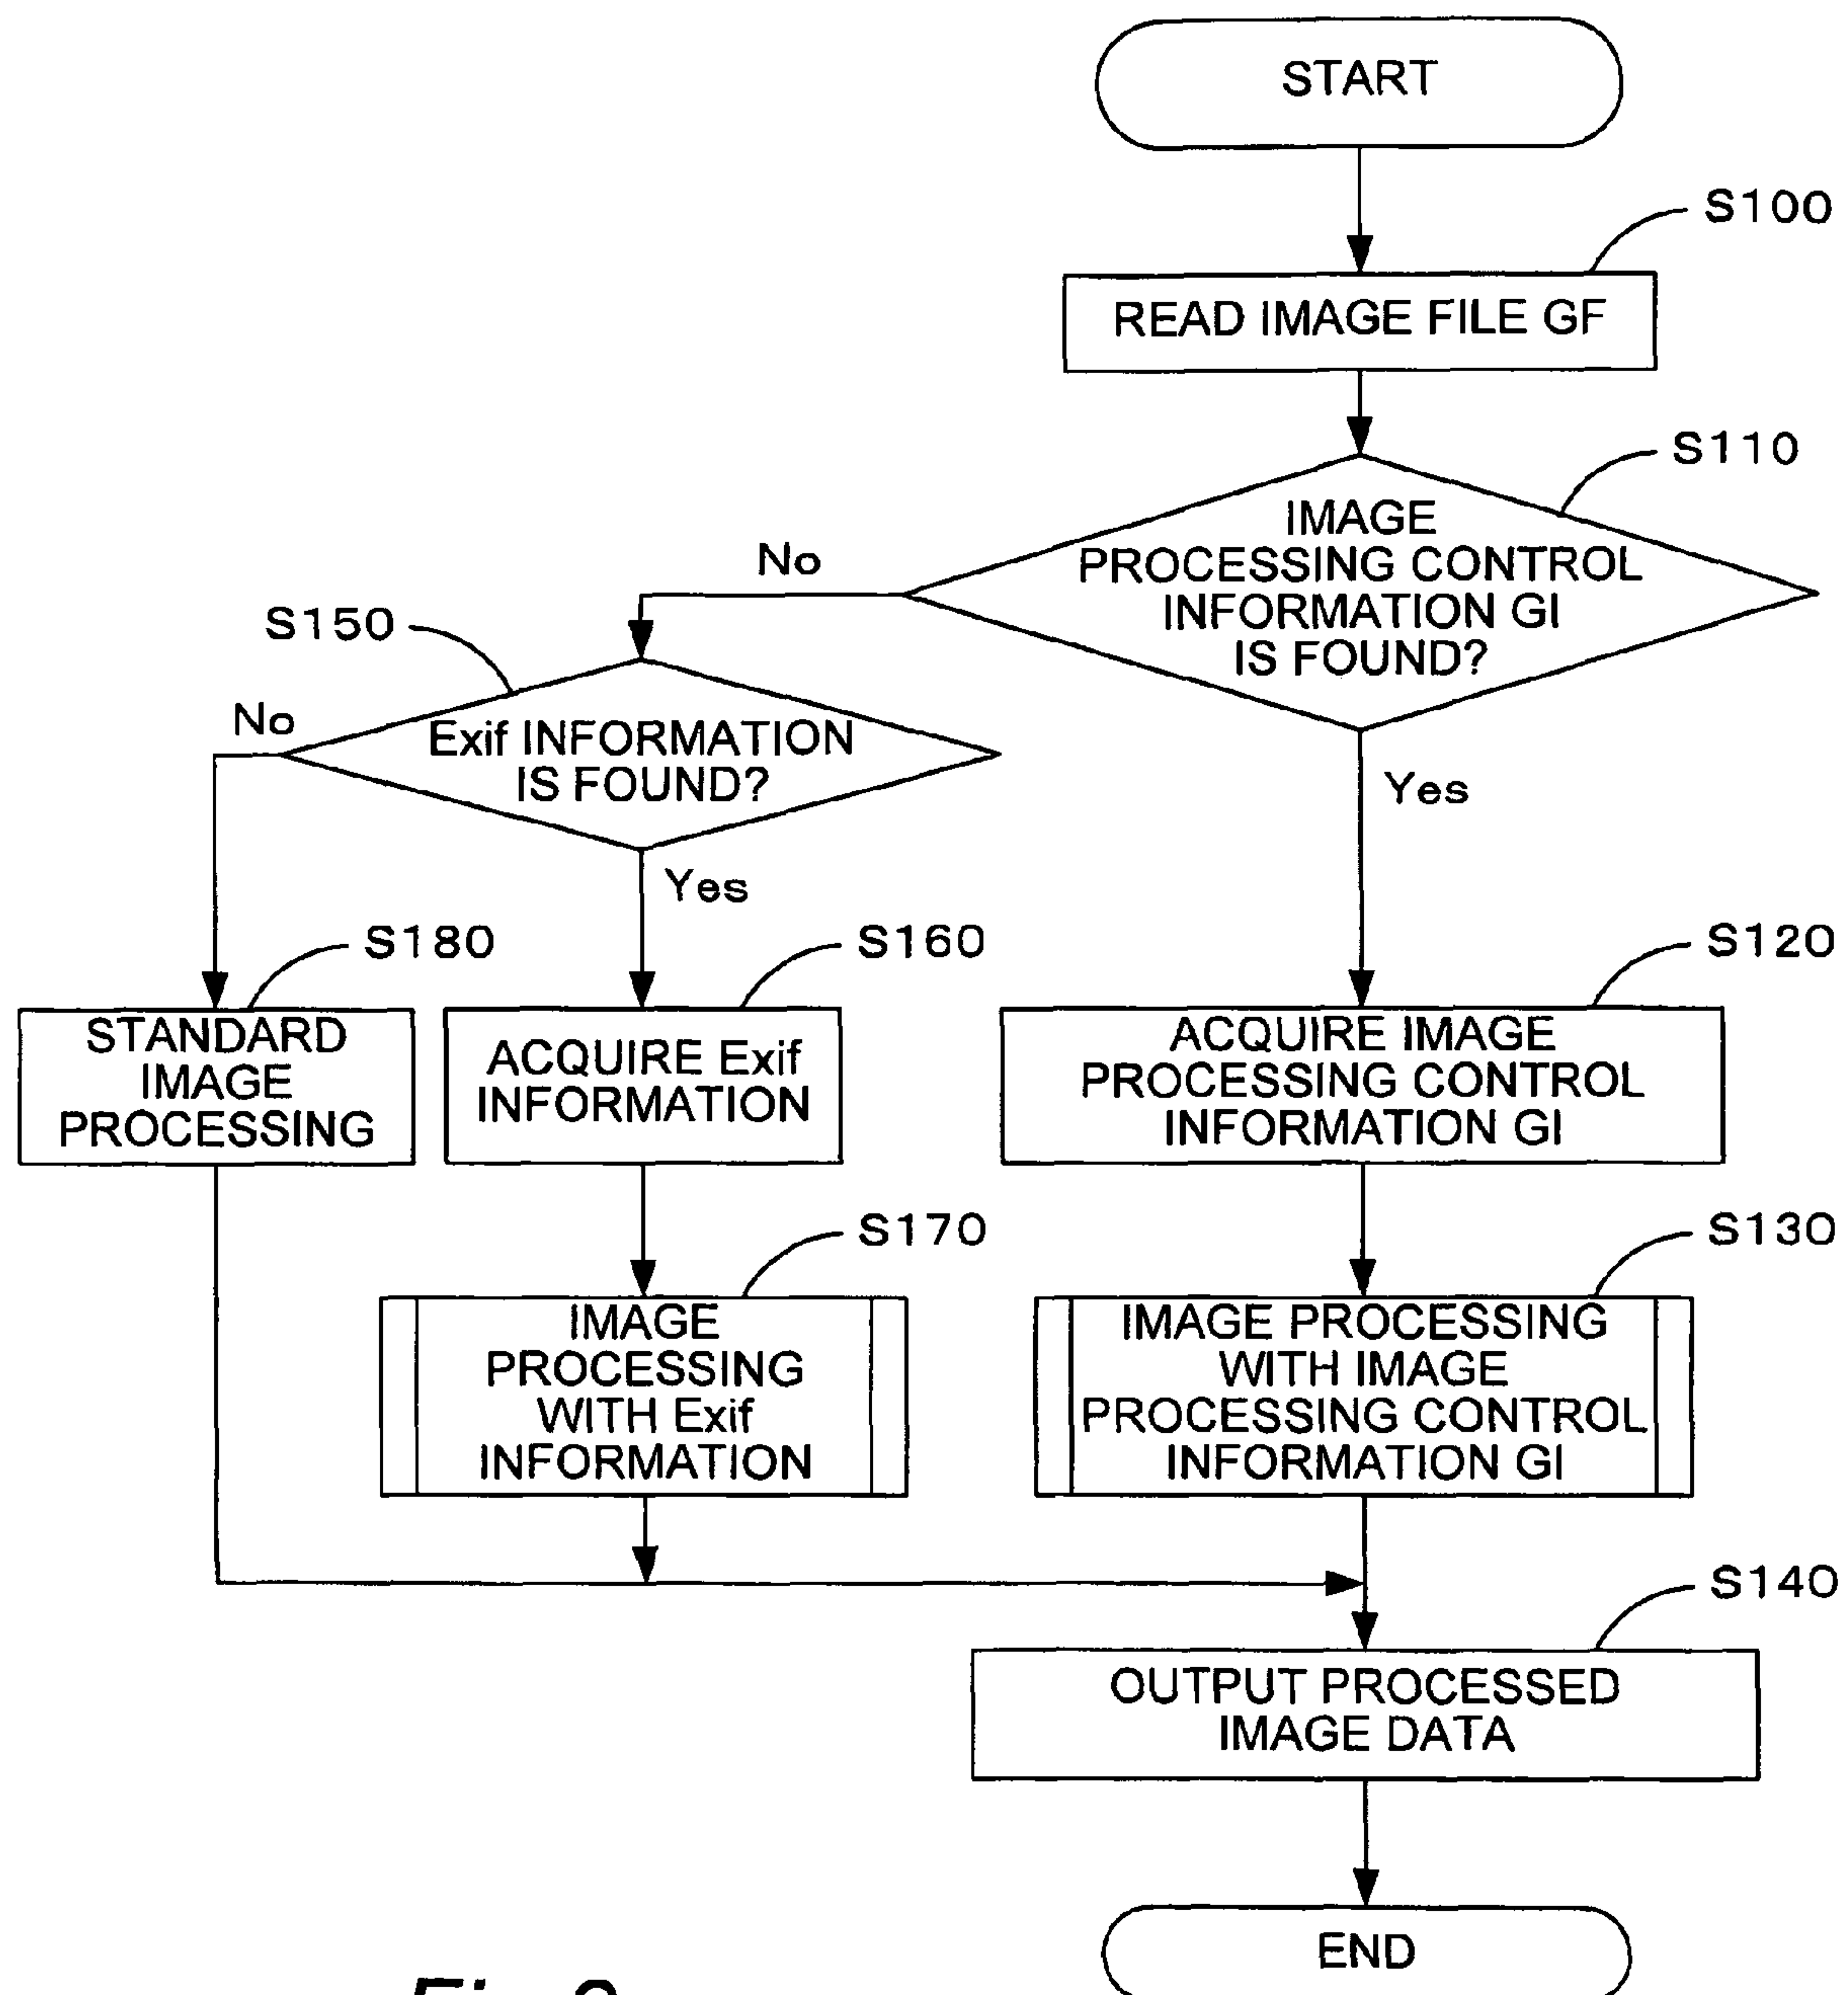 START
S100
READ IMAGE FILE GF
S110
IMAGE
PROCESSING CONTROL
INFORMATION GI
IS FOUND?
No
Yes
S150
Exif INFORMATION
IS FOUND?
No
Yes
S180
STANDARD
IMAGE
PROCESSING
S160
ACQUIRE Exif
INFORMATION
S120
ACQUIRE IMAGE
PROCESSING CONTROL
INFORMATION GI
S170
IMAGE
PROCESSING
WITH Exif
INFORMATION
S130
IMAGE PROCESSING
WITH IMAGE
PROCESSING CONTROL
INFORMATION GI
S140
OUTPUT PROCESSED
IMAGE DATA
END